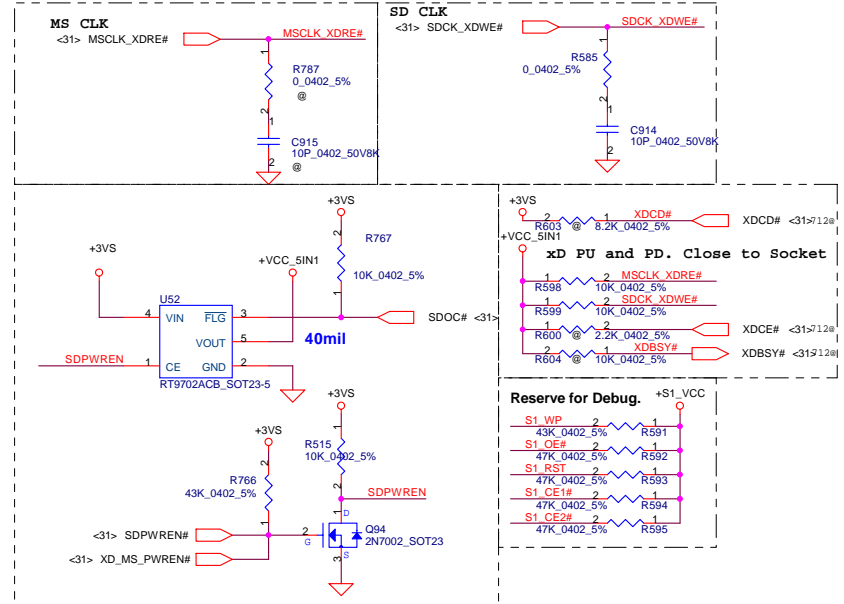 MS CLK
<31> MSCLK_XDRE#
MSCLK_XDRE#
1
R787
0_0402_5%
@
2
1
C915
10P_0402_50V8K
@
2
SD CLK
<31> SDCK_XDWE#
SDCK_XDWE#
1
R585
0_0402_5%
2
1
C914
10P_0402_50V8K
2
+3VS
2
R767
10K_0402_5%
1
+3VS
+VCC_5IN1
U52
4 VIN FLG 3
VOUT 5
1 CE GND 2
RT9702ACB_SOT23-5
SDPWREN
SDOC# <31>
40mil
+3VS
1
R515
10K_0402_5%
2
+3VS
2
R766
43K_0402_5%
1
SDPWREN
1 D
Q94
2N7002_SOT23
2 G
3 S
<31> SDPWREN#
<31> XD_MS_PWREN#
+3VS
2 1 XDCD#
R603 @ 8.2K_0402_5%
XDCD# <31>712@
+VCC_5IN1
xD PU and PD. Close to Socket
1 2 MSCLK_XDRE#
R598 10K_0402_5%
1 2 SDCK_XDWE#
R599 10K_0402_5%
1 2
R600 @ 2.2K_0402_5%
XDCE# <31>712@
2 1 XDBSY#
R604 @ 10K_0402_5%
XDBSY# <31>712@
Reserve for Debug.
+S1_VCC
S1_WP 2 1
43K_0402_5% R591
S1_OE# 2 1
47K_0402_5% R592
S1_RST 2 1
47K_0402_5% R593
S1_CE1# 2 1
47K_0402_5% R594
S1_CE2# 2 1
47K_0402_5% R595